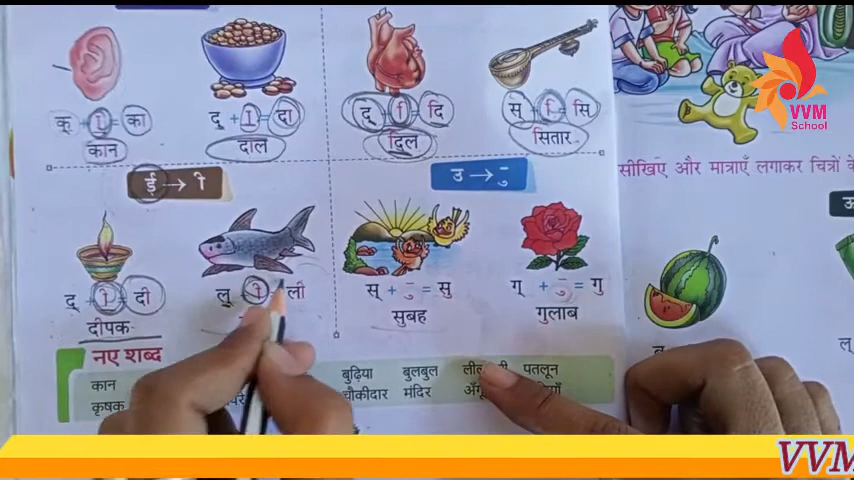 क् + ा = का
कान
द् + ा = दा
दाल
द् + ि = दि
दिल
स् + ि = सि
सितार
ई → ी
उ → ु
द् + ी = दी
दीपक
ल् + ी = ली
स् + ु = सु
सुबह
ग् + ु = गु
गुलाब
नए शब्द
कान
बुढ़िया बुलबुल
पतलून
कृषक
चौकीदार मंदिर
सीखिए और मात्राएँ लगाकर चित्रों के
VVM
School
VVM